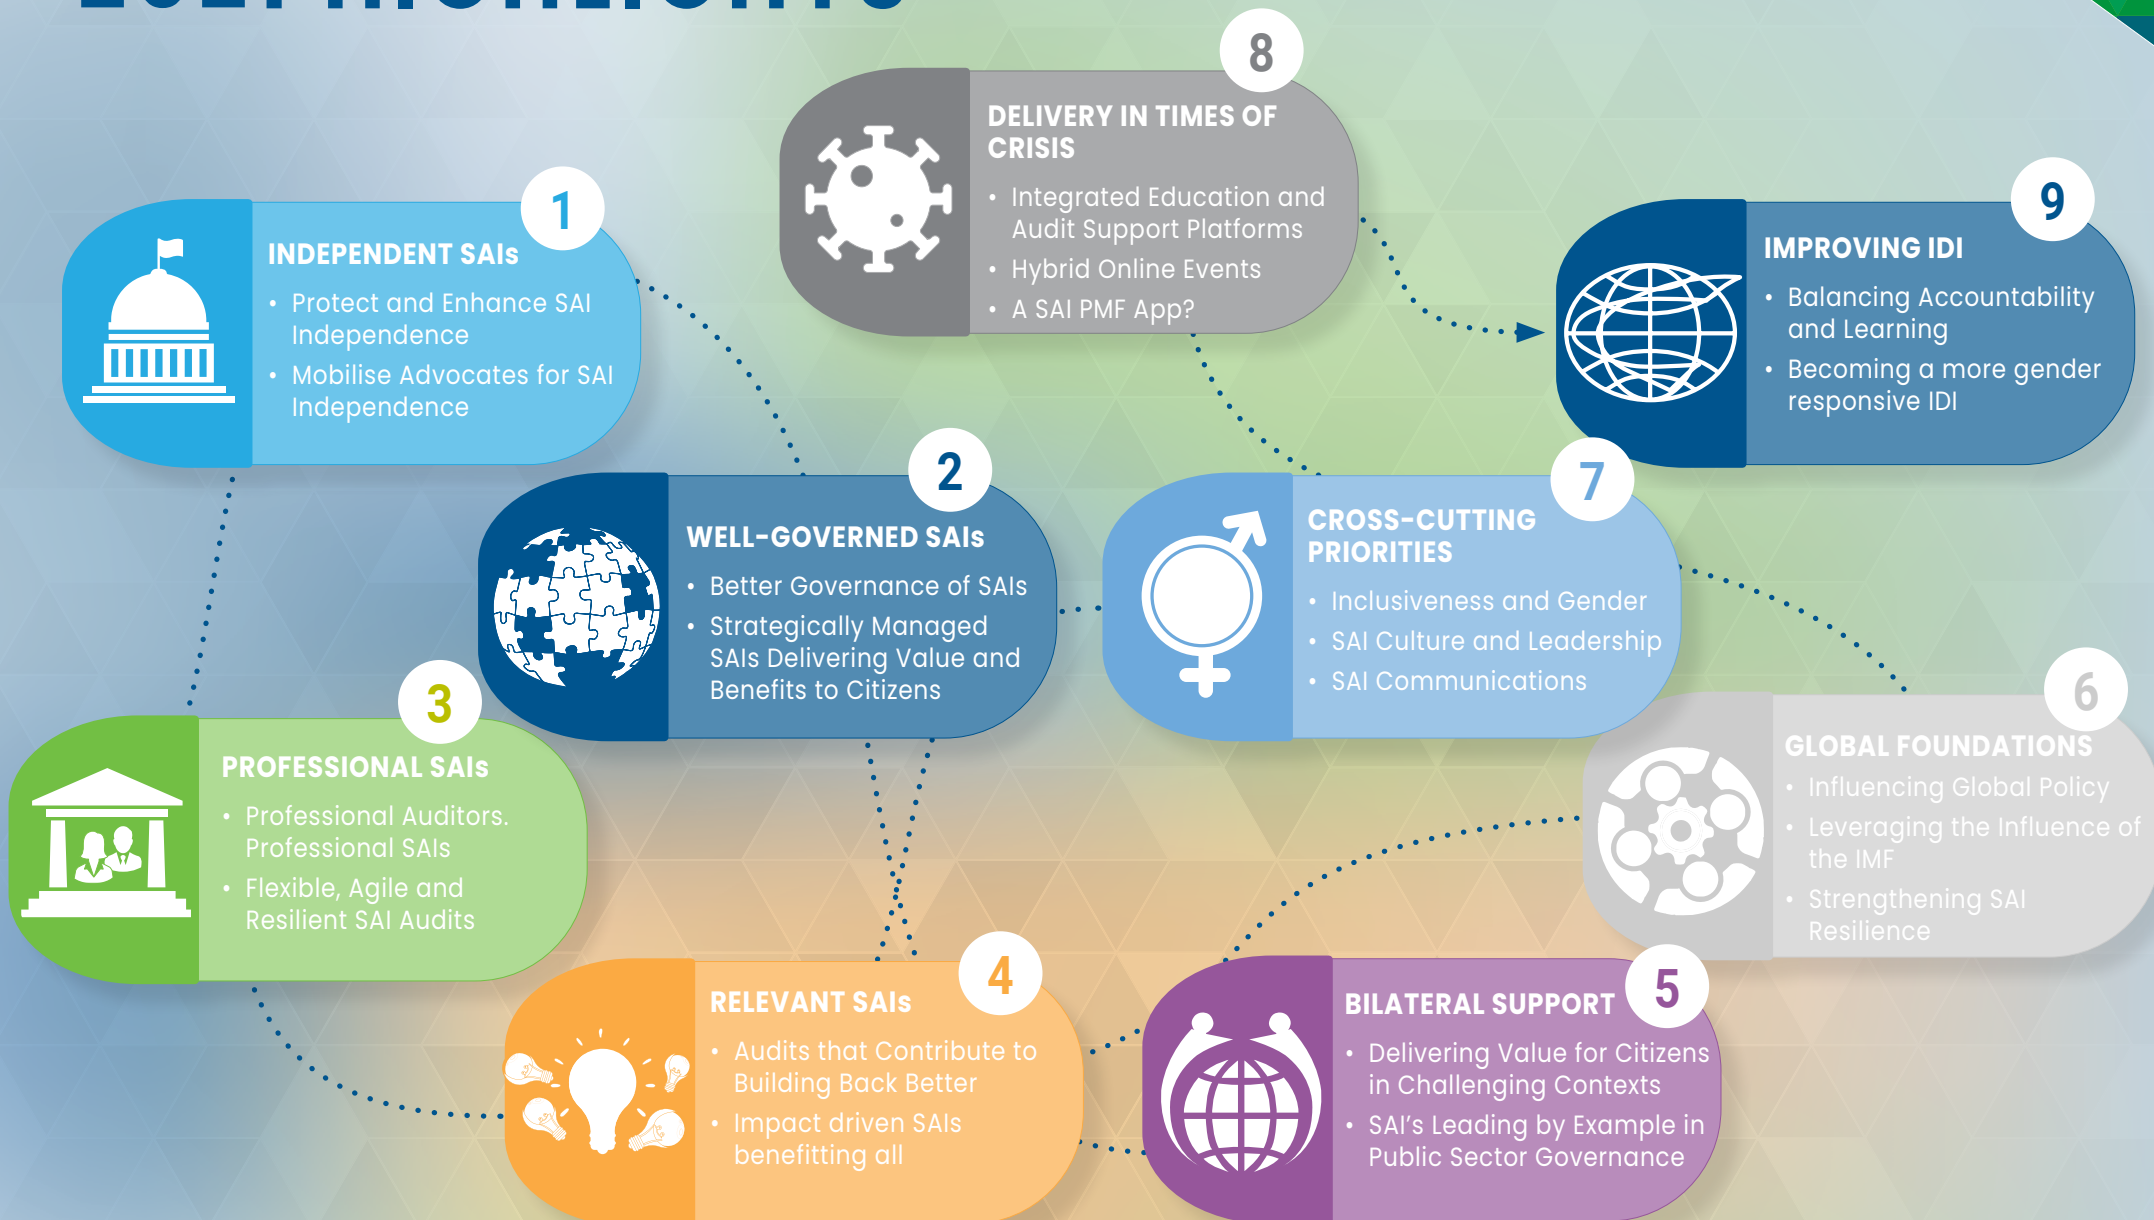 2021 HIGHLIGHTS
1
INDEPENDENT SAIs
• Protect and Enhance SAI
Independence
• Mobilise Advocates for SAI
Independence
2
WELL-GOVERNED SAIs
• Better Governance of SAIs
• Strategically Managed
SAIs Delivering Value and
Benefits to Citizens
3
PROFESSIONAL SAIs
• Professional Auditors.
Professional SAIs
• Flexible, Agile and
Resilient SAI Audits
4
RELEVANT SAIs
• Audits that Contribute to
Building Back Better
• Impact driven SAIs
benefitting all
5
BILATERAL SUPPORT
• Delivering Value for Citizens
in Challenging Contexts
• SAI’s Leading by Example in
Public Sector Governance
6
GLOBAL FOUNDATIONS
• Influencing Global Policy
• Leveraging the Influence of
the IMF
• Strengthening SAI
Resilience
7
CROSS-CUTTING
PRIORITIES
• Inclusiveness and Gender
• SAI Culture and Leadership
• SAI Communications
8
DELIVERY IN TIMES OF
CRISIS
• Integrated Education and
Audit Support Platforms
• Hybrid Online Events
• A SAI PMF App?
9
IMPROVING IDI
• Balancing Accountability
and Learning
• Becoming a more gender
responsive IDI